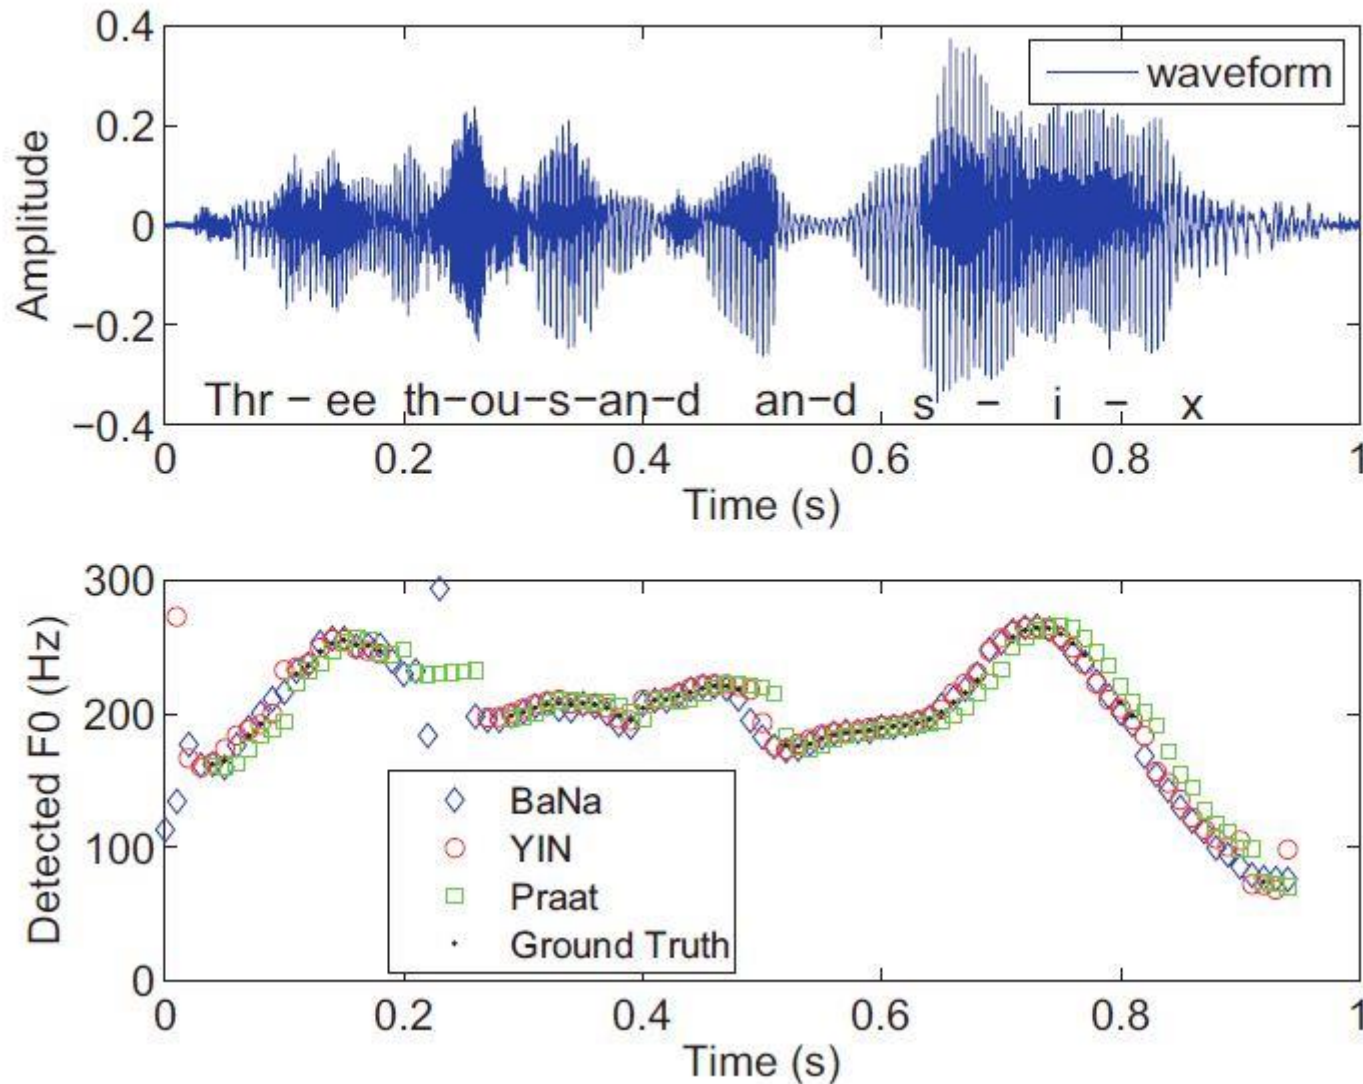 0.4
0.2
0
−0.2
−0.4
Amplitude
waveform
Thr − ee th−ou−s−an−d an−d s − i − x
0 0.2 0.4 0.6 0.8 1
Time (s)
300
200
100
0
Detected F0 (Hz)
BaNa
YIN
Praat
Ground Truth
0 0.2 0.4 0.6 0.8 1
Time (s)